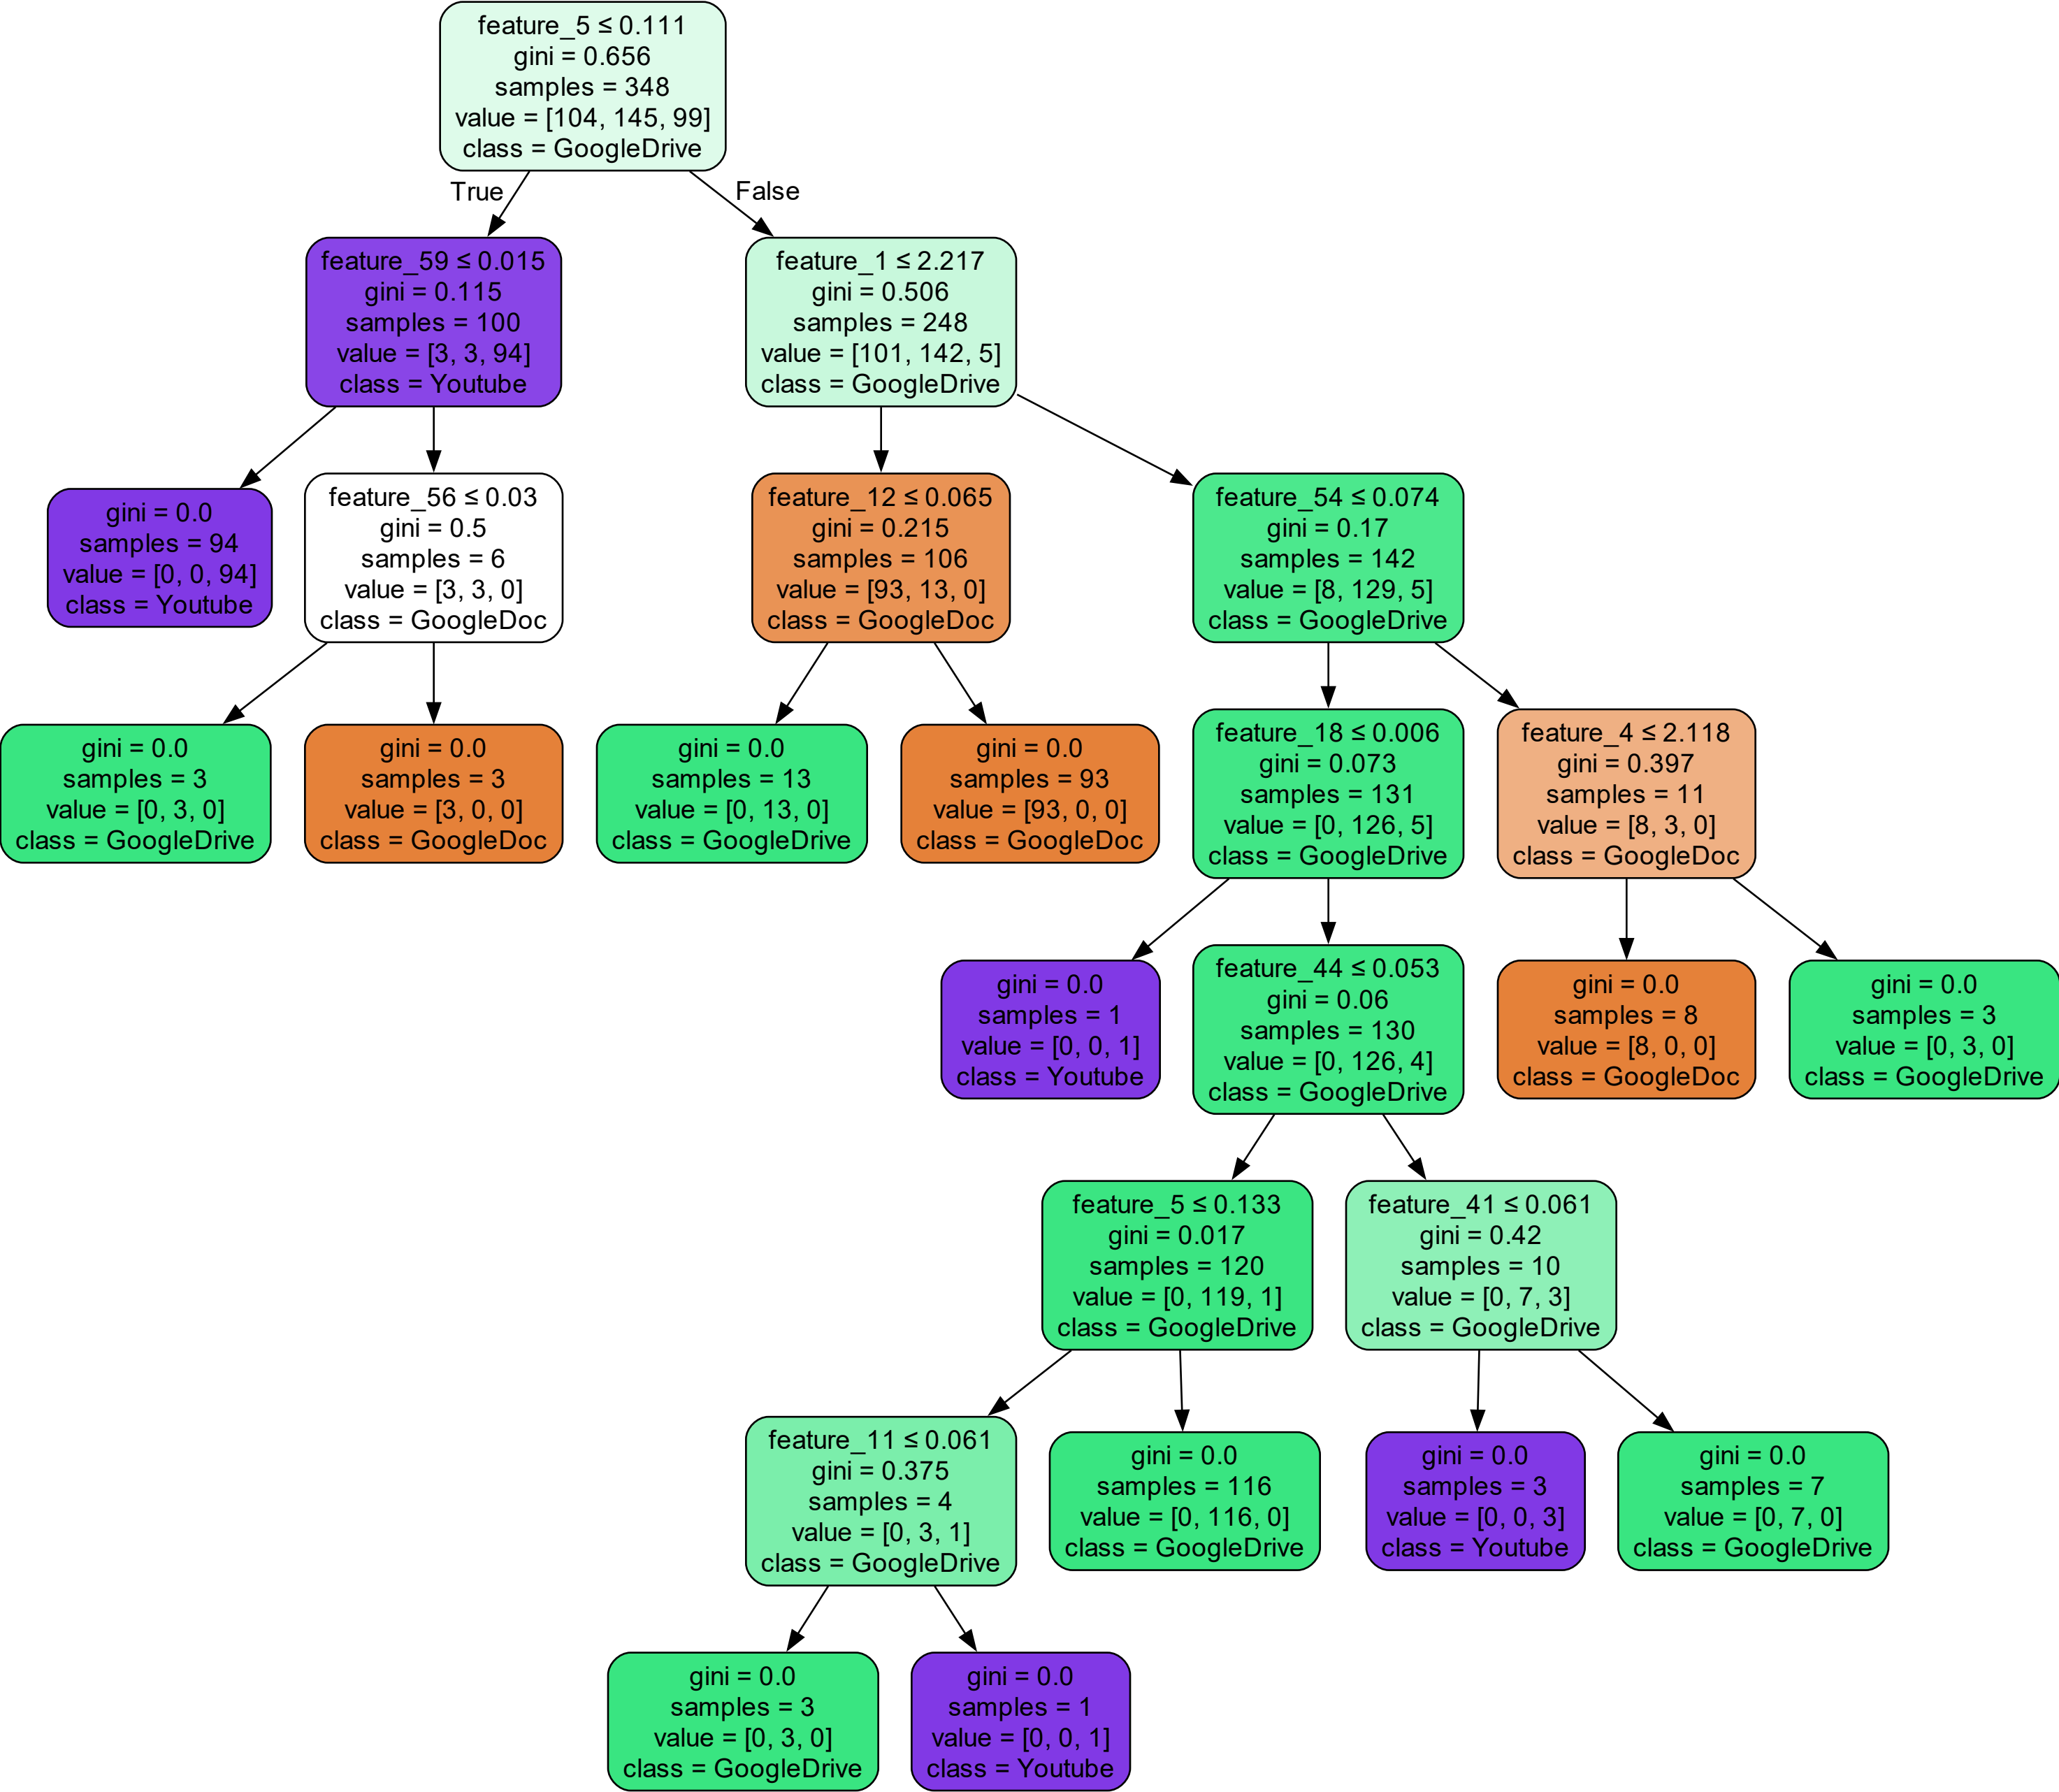 feature_5 ≤ 0.111
gini = 0.656
samples = 348
value = [104, 145, 99]
class = GoogleDrive
True
False
feature_59 ≤ 0.015
gini = 0.115
samples = 100
value = [3, 3, 94]
class = Youtube
feature_1 ≤ 2.217
gini = 0.506
samples = 248
value = [101, 142, 5]
class = GoogleDrive
gini = 0.0
samples = 94
value = [0, 0, 94]
class = Youtube
feature_56 ≤ 0.03
gini = 0.5
samples = 6
value = [3, 3, 0]
class = GoogleDoc
feature_12 ≤ 0.065
gini = 0.215
samples = 106
value = [93, 13, 0]
class = GoogleDoc
feature_54 ≤ 0.074
gini = 0.17
samples = 142
value = [8, 129, 5]
class = GoogleDrive
gini = 0.0
samples = 3
value = [0, 3, 0]
class = GoogleDrive
gini = 0.0
samples = 3
value = [3, 0, 0]
class = GoogleDoc
gini = 0.0
samples = 13
value = [0, 13, 0]
class = GoogleDrive
gini = 0.0
samples = 93
value = [93, 0, 0]
class = GoogleDoc
feature_18 ≤ 0.006
gini = 0.073
samples = 131
value = [0, 126, 5]
class = GoogleDrive
feature_4 ≤ 2.118
gini = 0.397
samples = 11
value = [8, 3, 0]
class = GoogleDoc
gini = 0.0
samples = 1
value = [0, 0, 1]
class = Youtube
feature_44 ≤ 0.053
gini = 0.06
samples = 130
value = [0, 126, 4]
class = GoogleDrive
gini = 0.0
samples = 8
value = [8, 0, 0]
class = GoogleDoc
gini = 0.0
samples = 3
value = [0, 3, 0]
class = GoogleDrive
feature_5 ≤ 0.133
gini = 0.017
samples = 120
value = [0, 119, 1]
class = GoogleDrive
feature_41 ≤ 0.061
gini = 0.42
samples = 10
value = [0, 7, 3]
class = GoogleDrive
feature_11 ≤ 0.061
gini = 0.375
samples = 4
value = [0, 3, 1]
class = GoogleDrive
gini = 0.0
samples = 116
value = [0, 116, 0]
class = GoogleDrive
gini = 0.0
samples = 3
value = [0, 0, 3]
class = Youtube
gini = 0.0
samples = 7
value = [0, 7, 0]
class = GoogleDrive
gini = 0.0
samples = 3
value = [0, 3, 0]
class = GoogleDrive
gini = 0.0
samples = 1
value = [0, 0, 1]
class = Youtube